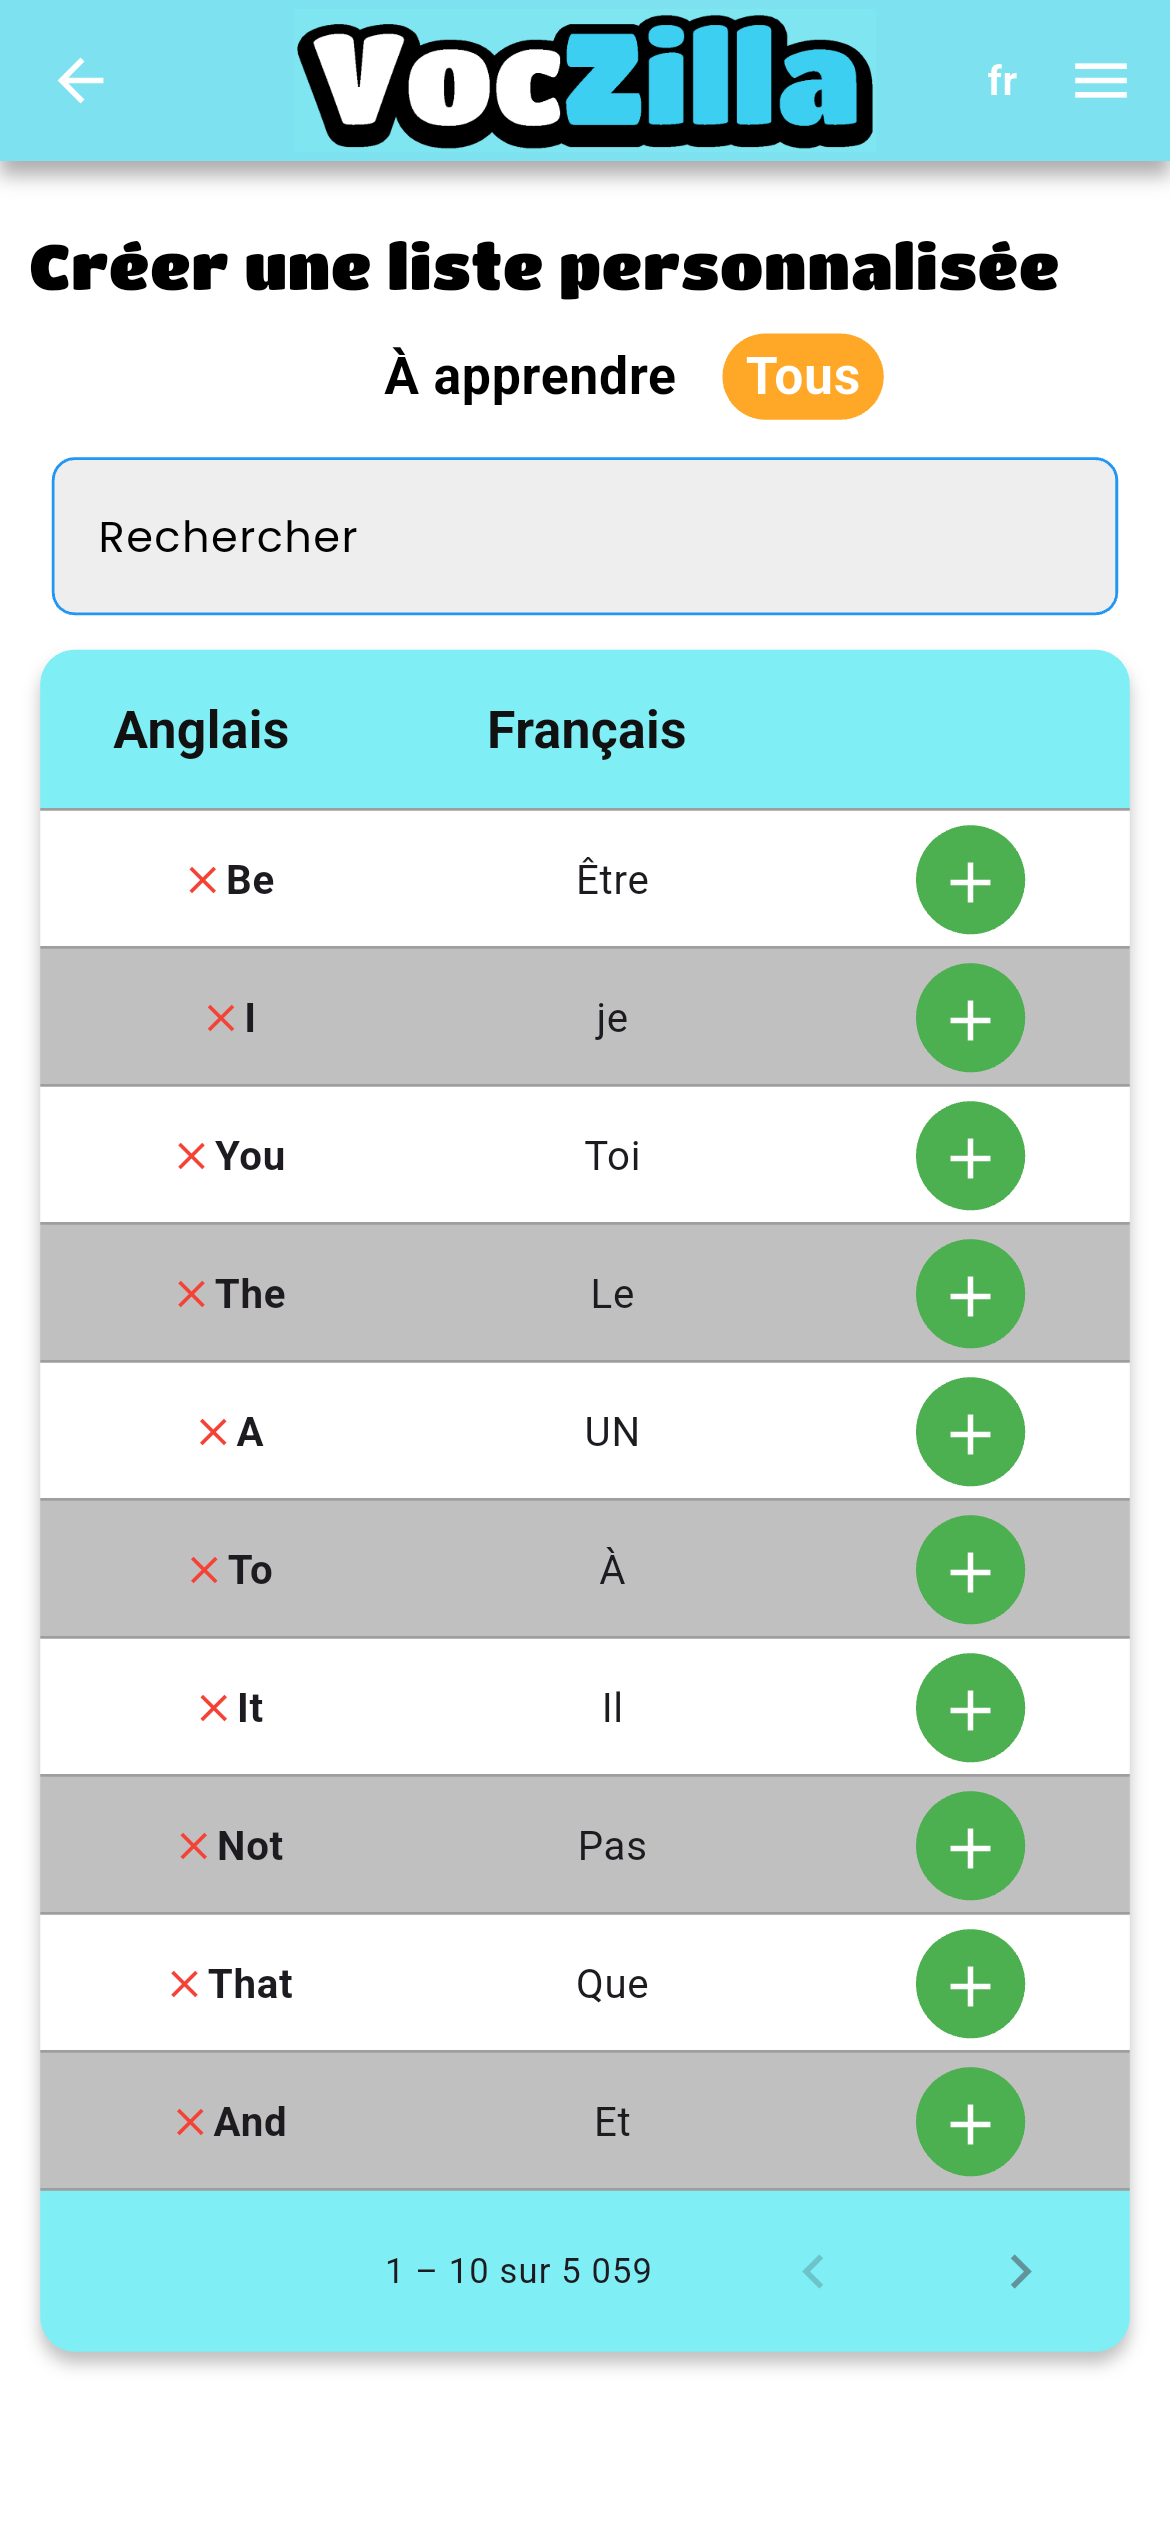 VocZilla
fr
Créer une liste personnalisée
À apprendre Tous
Rechercher
Anglais Français
Be Être
I je
You Toi
The Le
A UN
To À
It Il
Not Pas
That Que
And Et
1 – 10 sur 5 059